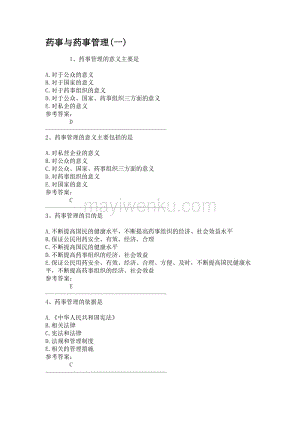 药事与药事管理(一)
1、药事管理的意义主要是
A.对于公众的意义
B.对于国家的意义
C.对于药事组织的意义
D.对于公众、国家、药事组织三方面的意义
E.对于私人的意义
参考答案:
D
2、药事管理的意义主要包括的是
A.对私营企业的意义
B.对公众的意义
C.对公众、国家、药事组织三方面的意义
D.对药事组织的意义
E.对国家的意义
参考答案:
C
mayiwenku.com
3、药事管理的目的是
A.不断提高国民的健康水平,不断提高药事组织的经济、社会效益水平
B.保证公民用药安全、有效、经济、合理
C.不断提高国民的健康水平
D.不断提高药事组织的经济、社会效益
E.保证公民用药安全、有效、经济、合理、方便、及时,不断提高国民健康水平,不断提高药事组织的经济、社会效益
参考答案:
E
4、药事管理的依据是
A.《中华人民共和国宪法》
B.相关法律
C.宪法和法律
D.法规和管理制度
E.相关的管理措施
参考答案:
C